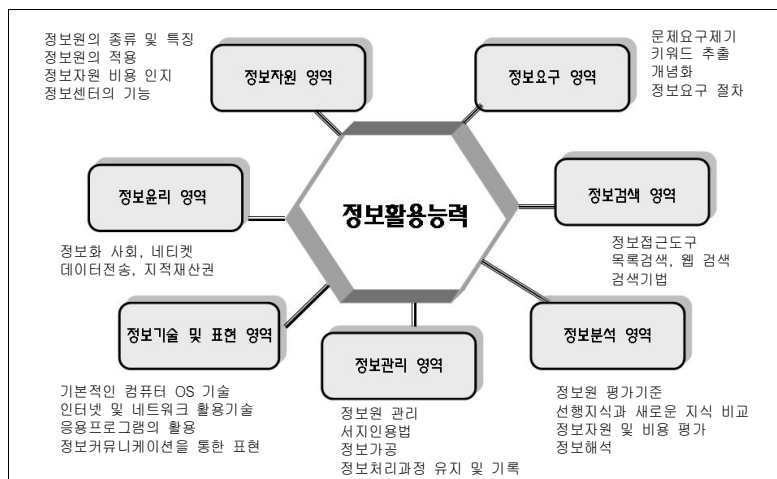 정보원의 종류 및 특징
정보원의 적용
정보자원 비용 인지
정보센터의 기능
정보자원 영역
정보요구 영역
문제요구제기
키워드 추출
개념화
정보요구 절차
정보윤리 영역
정보화 사회, 네티켓
데이터전송, 지적재산권
정보활용능력
정보검색 영역
정보접근도구
목록검색, 웹 검색
검색기법
정보기술 및 표현 영역
기본적인 컴퓨터 OS 기술
인터넷 및 네트워크 활용기술
응용프로그램의 활용
정보커뮤니케이션을 통한 표현
정보관리 영역
정보원 관리
서지인용법
정보가공
정보처리과정 유지 및 기록
정보분석 영역
정보원 평가기준
선행지식과 새로운 지식 비교
정보자원 및 비용 평가
정보해석